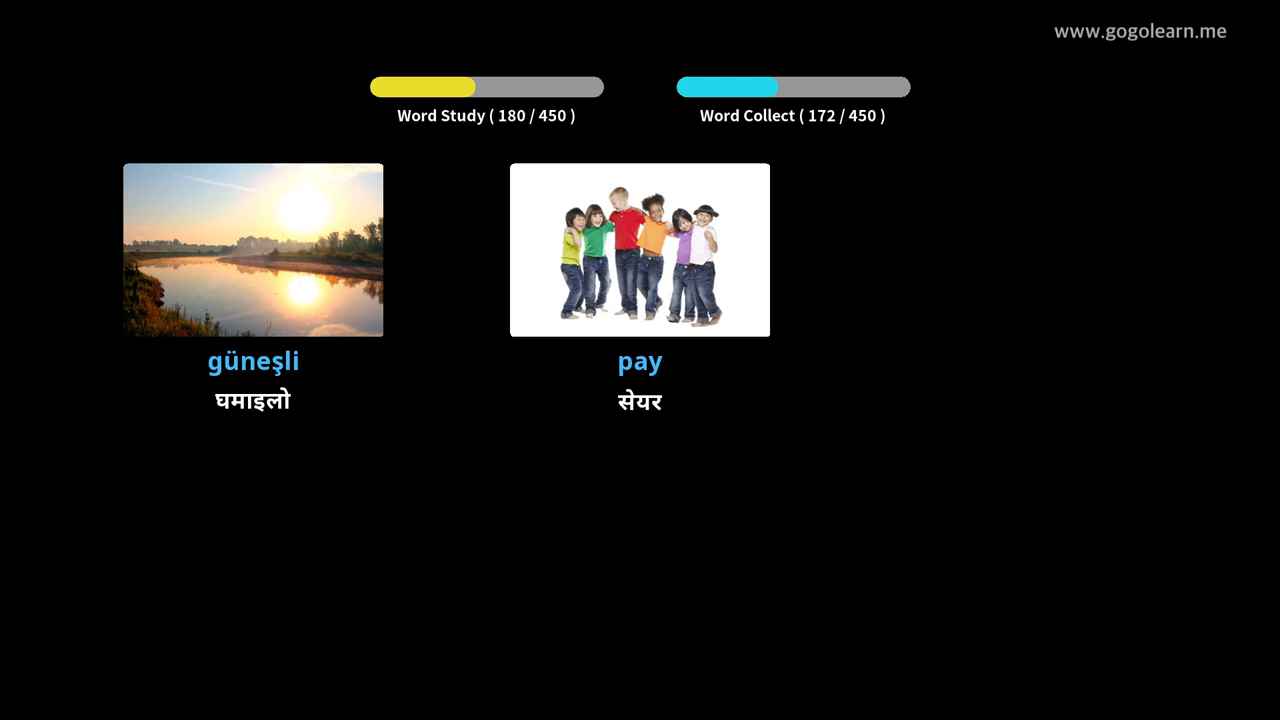 www.gogolearn.me
Word Study ( 180 / 450 )
Word Collect ( 172 / 450 )
güneşli
घमाइलो
pay
सेयर